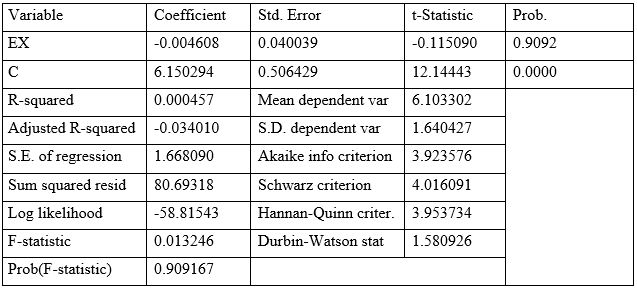 Variable Coefficient Std. Error t-Statistic Prob.
EX -0.004608 0.040039 -0.115090 0.9092
C 6.150294 0.506429 12.14443 0.0000
R-squared 0.000457 Mean dependent var 6.103302
Adjusted R-squared -0.034010 S.D. dependent var 1.640427
S.E. of regression 1.668090 Akaike info criterion 3.923576
Sum squared resid 80.69318 Schwarz criterion 4.016091
Log likelihood -58.81543 Hannan-Quinn criter. 3.953734
F-statistic 0.013246 Durbin-Watson stat 1.580926
Prob(F-statistic) 0.909167